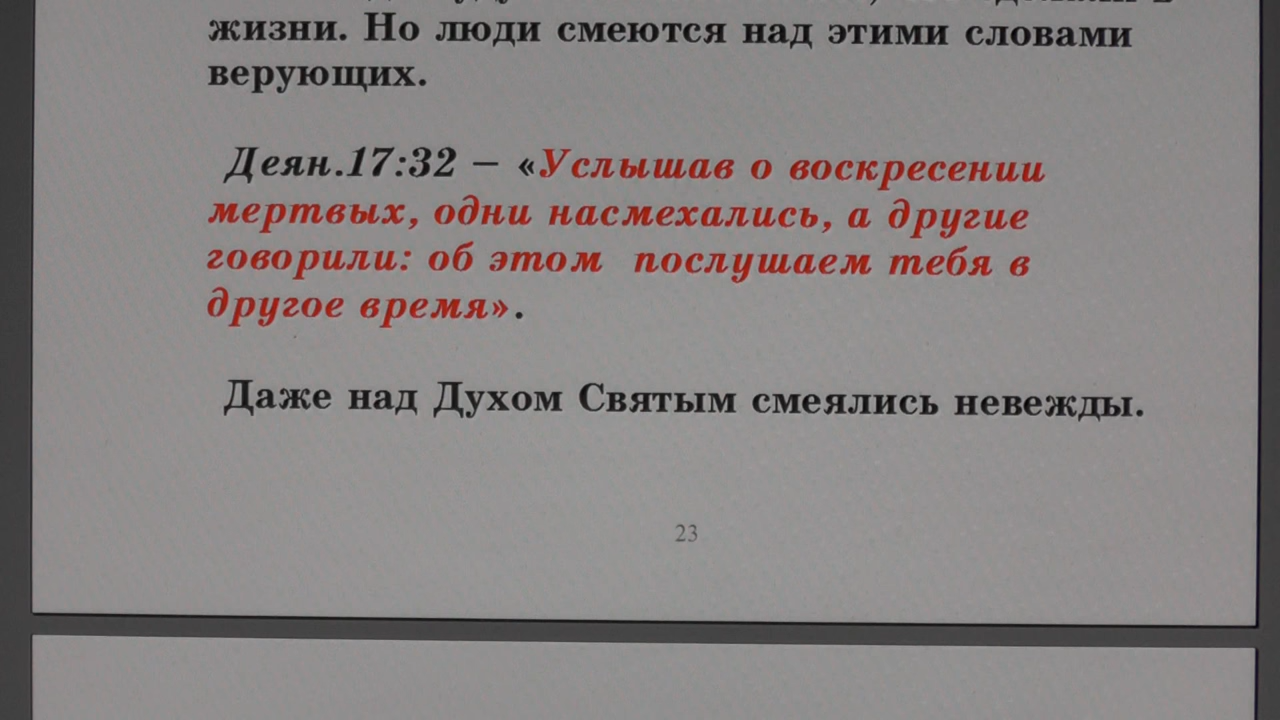 жизни. Но люди смеются над этими словами
верующих.
Деян.17:32 – «Услышав о воскресении
мертвых, одни насмехались, а другие
говорили: об этом послушаем тебя в
другое время».
Даже над Духом Святым смеялись невежды.
23